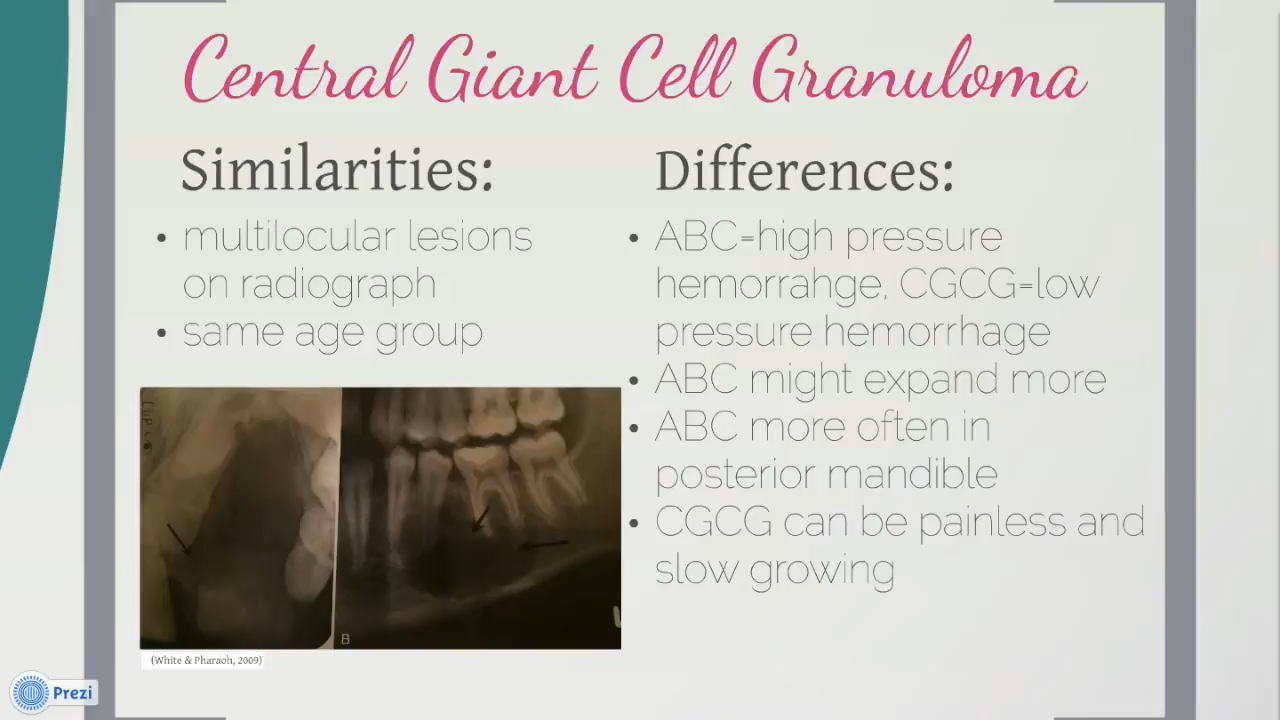 Central Giant Cell Granuloma
Similarities:
• multilocular lesions
on radiograph
• same age group
Differences:
• ABC=high pressure
hemorrahge, CGCG=low
pressure hemorrhage
• ABC might expand more
• ABC more often in
posterior mandible
• CGCG can be painless and
slow growing
B
(White & Pharaoh, 2009)
Prezi